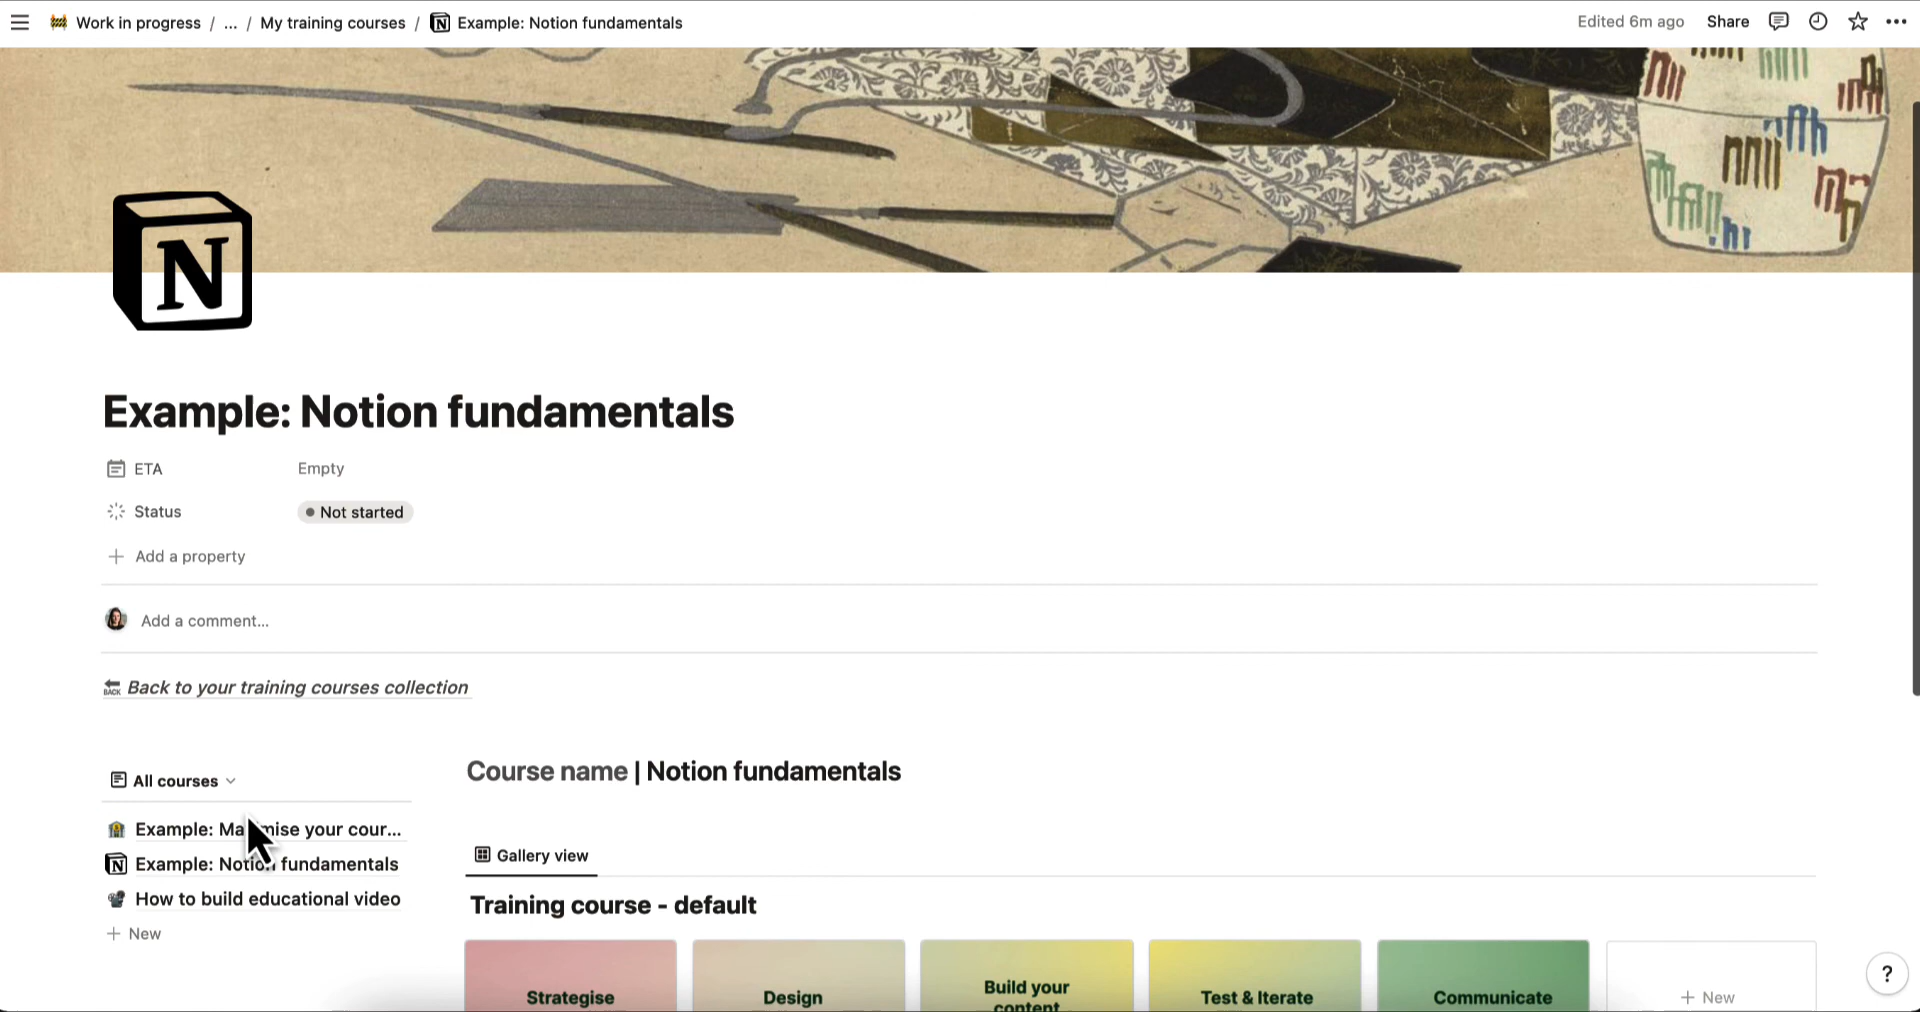 Work in progress / ... / My training courses / Example: Notion fundamentals
Edited 6m ago Share
N
Example: Notion fundamentals
ETA Empty
Status Not started
Add a property
Add a comment...
BACK Back to your training courses collection
All courses
Example: Ma mise your cour...
Example: Notion fundamentals
How to build educational video
New
Course name | Notion fundamentals
Gallery view
Training course - default
Strategise
Design
Build your
content
Test & Iterate
Communicate
New
?